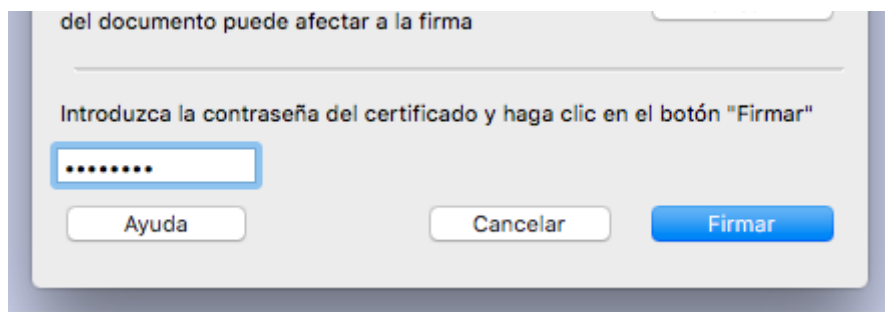 del documento puede afectar a la firma
Introduzca la contraseña del certificado y haga clic en el botón "Firmar"
••••••••
Ayuda
Cancelar
Firmar